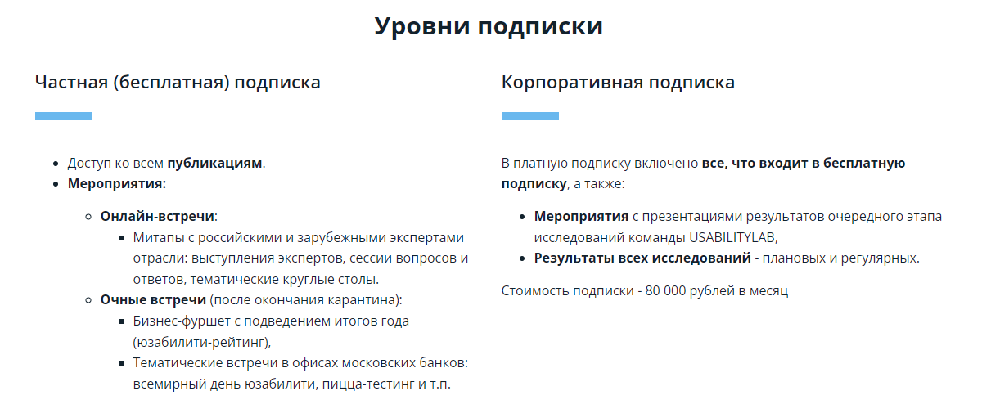 Уровни подписки
Частная (бесплатная) подписка
• Доступ ко всем публикациям.
• Мероприятия:
◦ Онлайн-встречи:
▪ Митапы с российскими и зарубежными экспертами
отрасли: выступления экспертов, сессии вопросов и
ответов, тематические круглые столы.
◦ Очные встречи (после окончания карантина):
▪ Бизнес-фуршет с подведением итогов года
(юзабилити-рейтинг),
▪ Тематические встречи в офисах московских банков:
всемирный день юзабилити, пицца-тестинг и т.п.
Корпоративная подписка
В платную подписку включено все, что входит в бесплатную
подписку, а также:
• Мероприятия с презентациями результатов очередного этапа
исследований команды USABILITYLAB,
• Результаты всех исследований - плановых и регулярных.
Стоимость подписки - 80 000 рублей в месяц